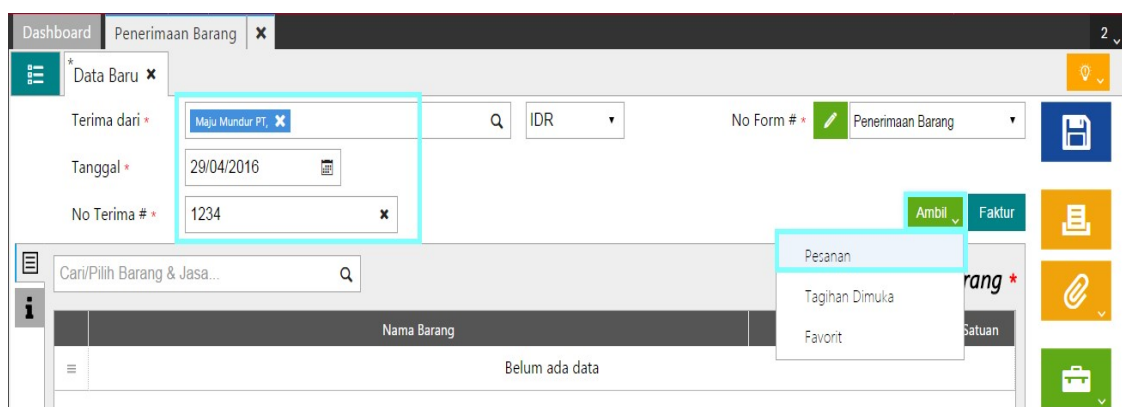 Dashboard Penerimaan Barang 2
*Data Baru
Terima dari * Maju Mundur PT, IDR No Form # * Penerimaan Barang
Tanggal * 29/04/2016
No Terima # * 1234 Ambil Faktur
Pesanan
Cari/Pilih Barang & Jasa... rang *
Tagihan Dimuka
Nama Barang Satuan
Favorit
Belum ada data